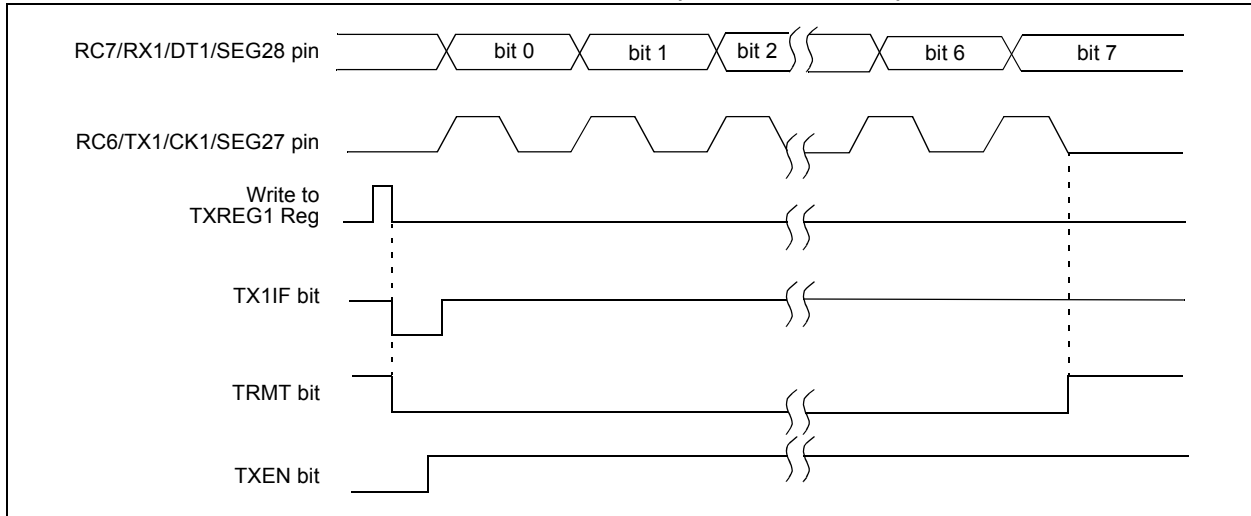 RC7/RX1/DT1/SEG28 pin
bit 0 bit 1 bit 2 bit 6 bit 7
RC6/TX1/CK1/SEG27 pin
Write to
TXREG1 Reg
TX1IF bit
TRMT bit
TXEN bit